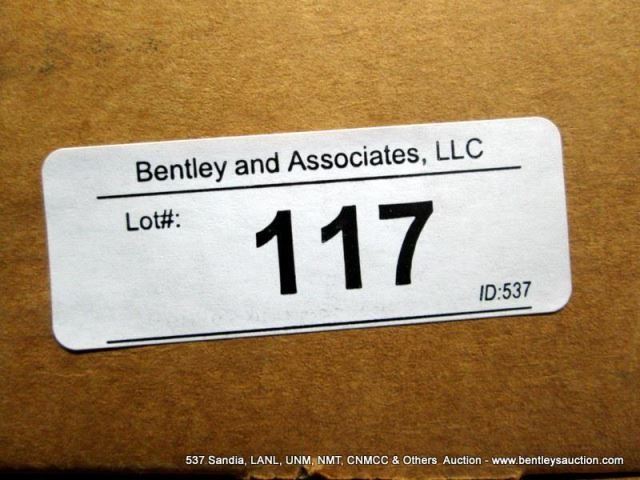 Bentley and Associates, LLC
Lot#:
117
ID:537
537 Sandia, LANL, UNM, NMT, CNMCC & Others  Auction - www.bentleysauction.com